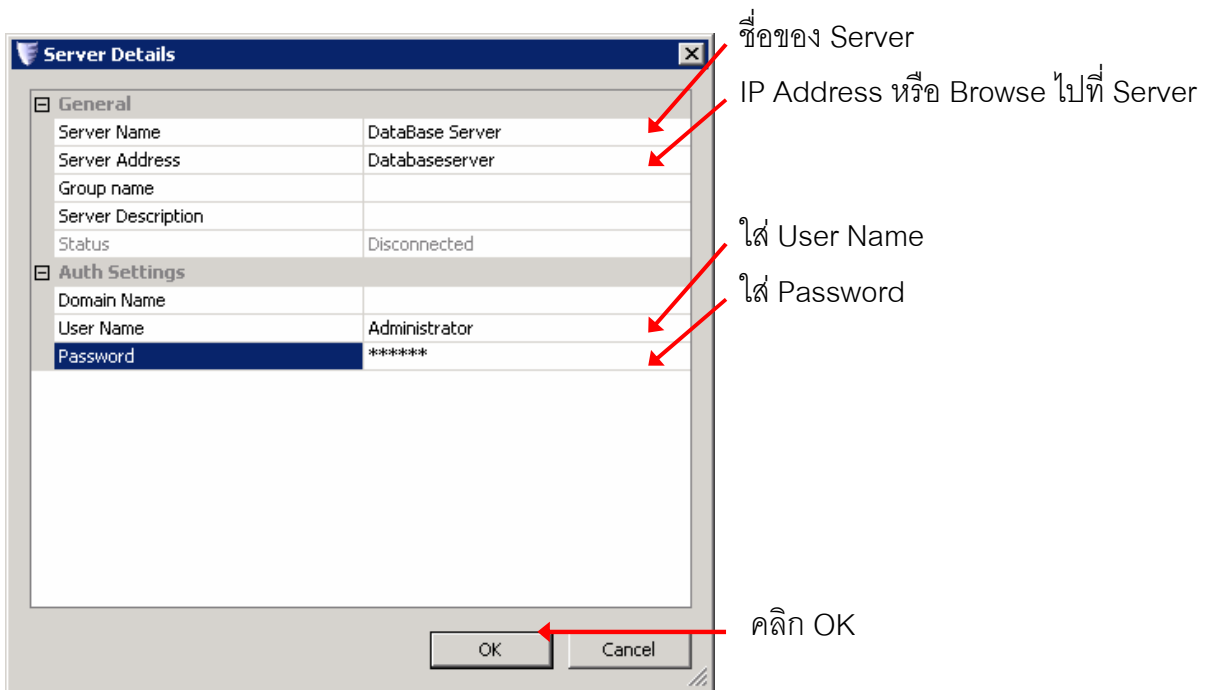 ชื่อของ Server
Server Details
IP Address หรือ Browse ไปที่ Server
General
Server Name DataBase Server
Server Address Databaseserver
Group name
Server Description
ใส่ User Name
Status Disconnected
Auth Settings
ใส่ Password
Domain Name
User Name Administrator
Password ******
คลิก OK
OK Cancel